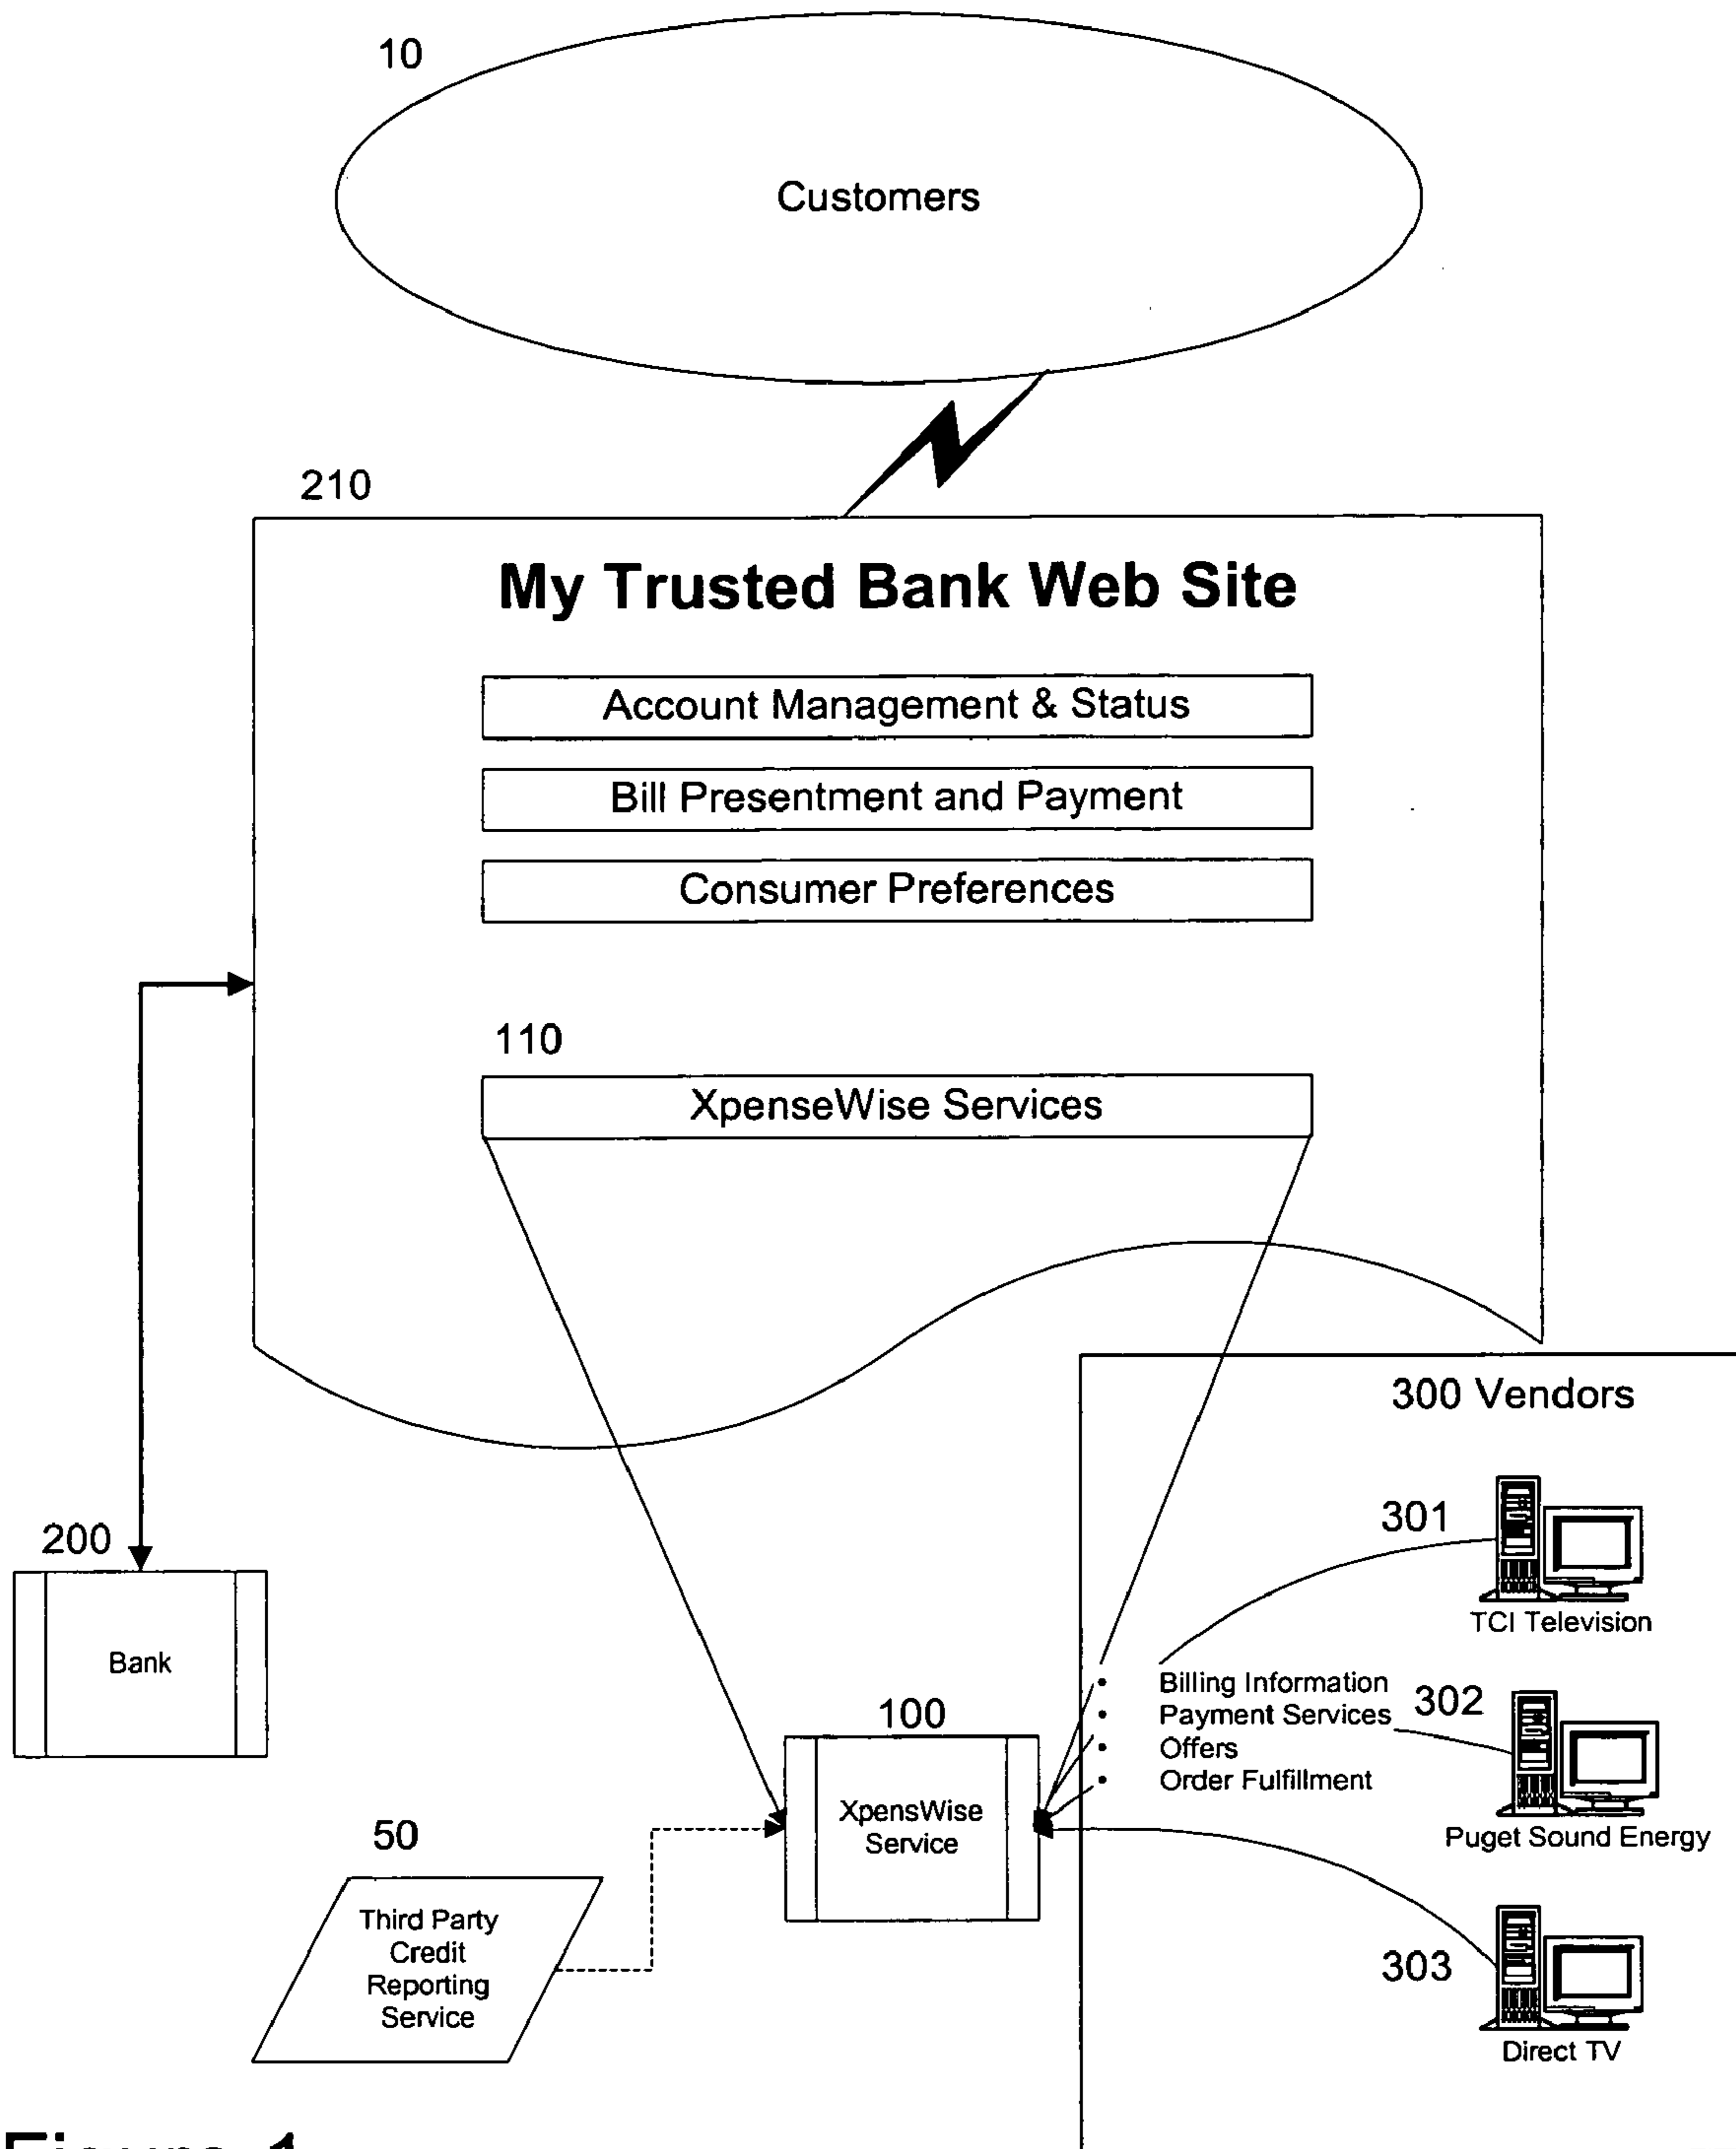 10
Customers
210
My Trusted Bank Web Site
Account Management & Status
Bill Presentment and Payment
Consumer Preferences
110
XpenseWise Services
300 Vendors
301
TCI Television
200
Bank
• Billing Information
• Payment Services
• Offers
• Order Fulfillment
302
Puget Sound Energy
100
XpensWise
Service
50
Third Party
Credit
Reporting
Service
303
Direct TV
Figure 1